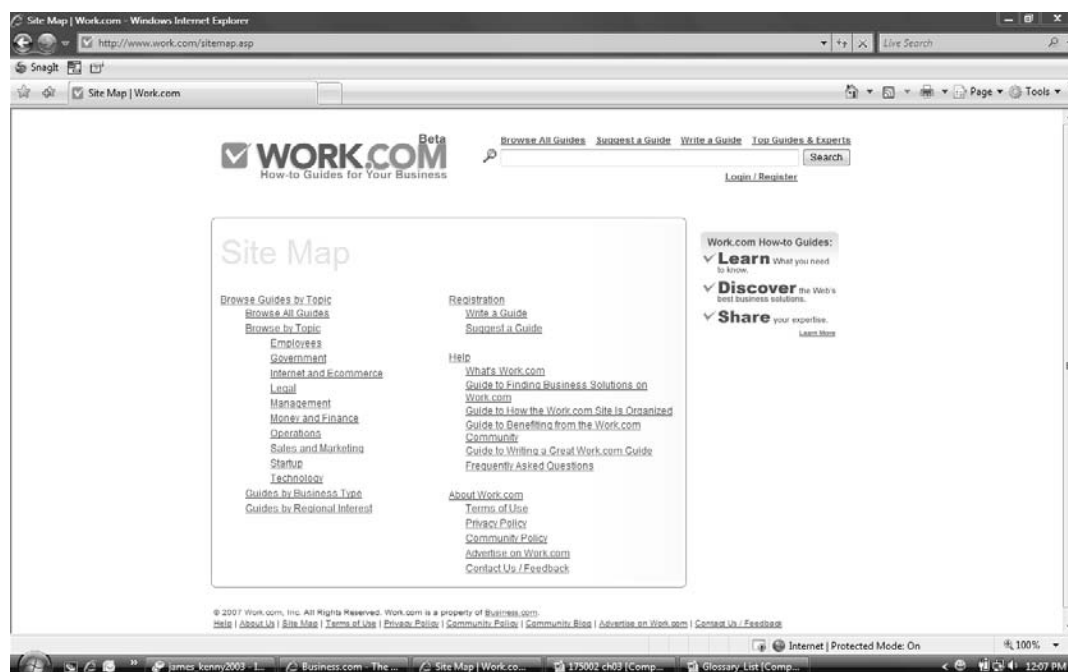 Site Map | Work.com - Windows Internet Explorer
http://www.work.com/sitemap.asp
Live Search
SnagIt
Site Map | Work.com
Page
Tools
Beta
WORK.COM
How-to Guides for Your Business
Browse All Guides Suggest a Guide Write a Guide Top Guides & Experts
Search
Login / Register
Site Map
Browse Guides by Topic
Browse All Guides
Browse by Topic
Employees
Government
Internet and Ecommerce
Legal
Management
Money and Finance
Operations
Sales and Marketing
Startup
Technology
Guides by Business Type
Guides by Regional Interest
Registration
Write a Guide
Suggest a Guide
Help
What's Work.com
Guide to Finding Business Solutions on
Work.com
Guide to How the Work.com Site Is Organized
Guide to Benefiting from the Work.com
Community
Guide to Writing a Great Work.com Guide
Frequently Asked Questions
About Work.com
Terms of Use
Privacy Policy
Community Policy
Advertise on Work.com
Contact Us / Feedback
Work.com How-to Guides:
Learn What you need
to know.
Discover the Web's
best business solutions.
Share your expertise.
Learn More
© 2007 Work.com, Inc. All Rights Reserved. Work.com is a property of Business.com.
Help | About Us | Site Map | Terms of Use | Privacy Policy | Community Policy | Community Blog | Advertise on Work.com | Contact Us / Feedback
Internet | Protected Mode: On
100%
james_kenny2003 - I...
Business.com - The ...
Site Map | Work.co...
175002 ch03 [Comp...
Glossary_List [Comp...
12:07 PM